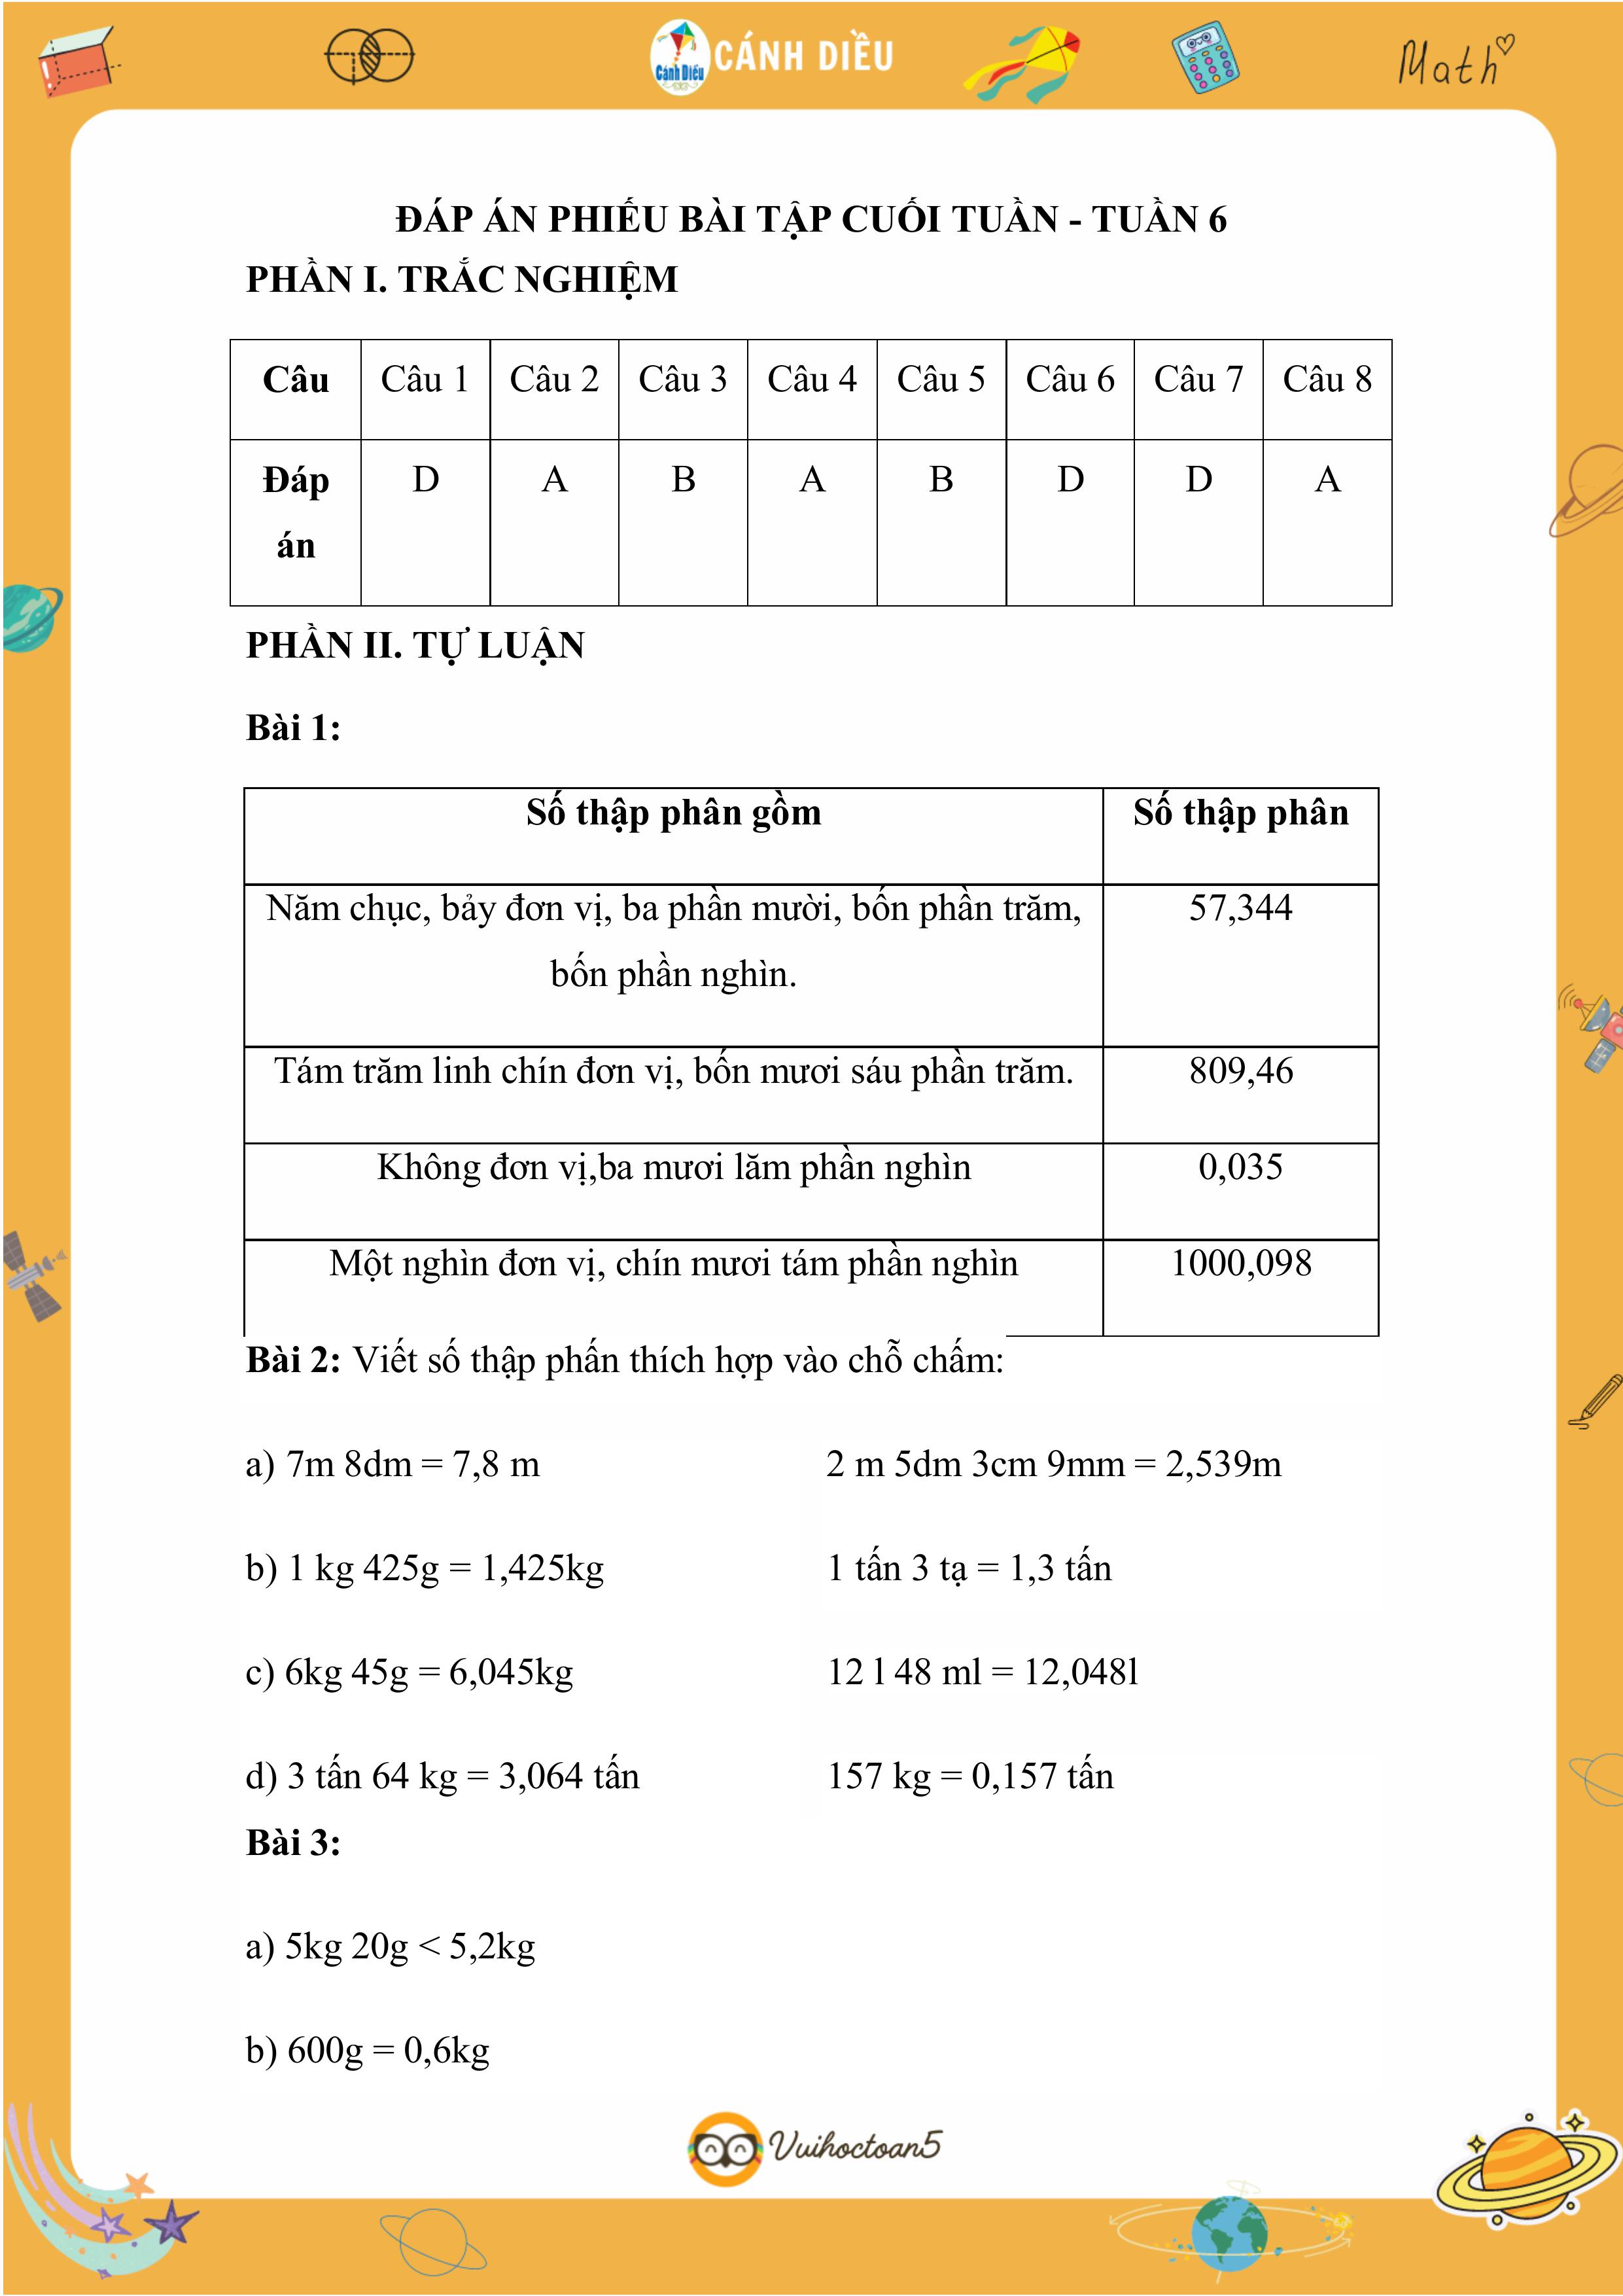 Cánh Diều CÁNH DIỀU
Math
ĐÁP ÁN PHIẾU BÀI TẬP CUỐI TUẦN - TUẦN 6
PHẦN I. TRẮC NGHIỆM
Câu Câu 1 Câu 2 Câu 3 Câu 4 Câu 5 Câu 6 Câu 7 Câu 8
Đáp án D A B A B D D A
PHẦN II. TỰ LUẬN
Bài 1:
Số thập phân gồm Số thập phân
Năm chục, bảy đơn vị, ba phần mười, bốn phần trăm, 57,344
bốn phần nghìn.
Tám trăm linh chín đơn vị, bốn mươi sáu phần trăm. 809,46
Không đơn vị,ba mươi lăm phần nghìn 0,035
Một nghìn đơn vị, chín mươi tám phần nghìn 1000,098
Bài 2: Viết số thập phấn thích hợp vào chỗ chấm:
a) 7m 8dm = 7,8 m 2 m 5dm 3cm 9mm = 2,539m
b) 1 kg 425g = 1,425kg 1 tấn 3 tạ = 1,3 tấn
c) 6kg 45g = 6,045kg 12 l 48 ml = 12,048l
d) 3 tấn 64 kg = 3,064 tấn 157 kg = 0,157 tấn
Bài 3:
a) 5kg 20g < 5,2kg
b) 600g = 0,6kg
Vuihoctoan5